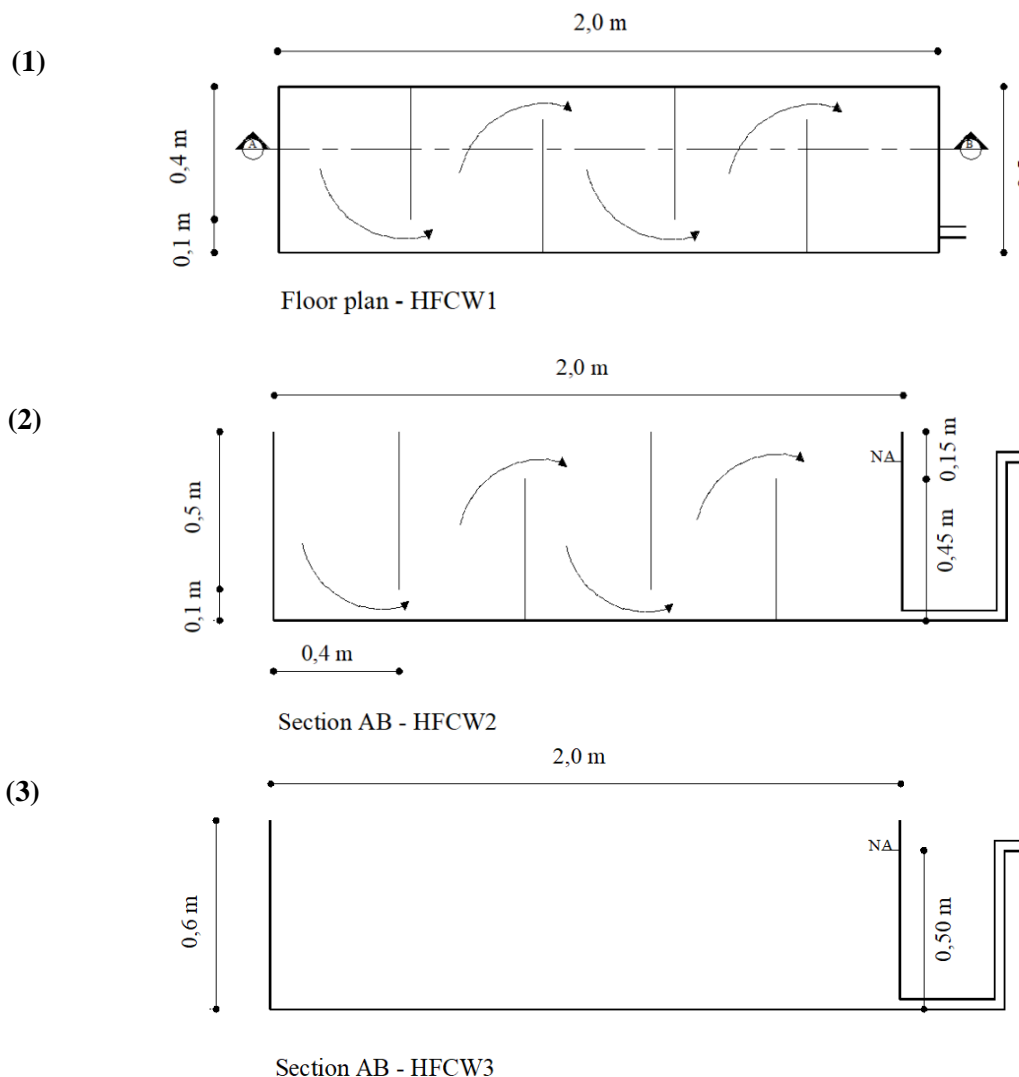 (1)
2,0 m
0,4 m
0,1 m
A
B
Floor plan - HFCW1
(2)
2,0 m
0,5 m
0,1 m
NA
0,15 m
0,45 m
0,4 m
Section AB - HFCW2
(3)
2,0 m
0,6 m
NA
0,50 m
Section AB - HFCW3